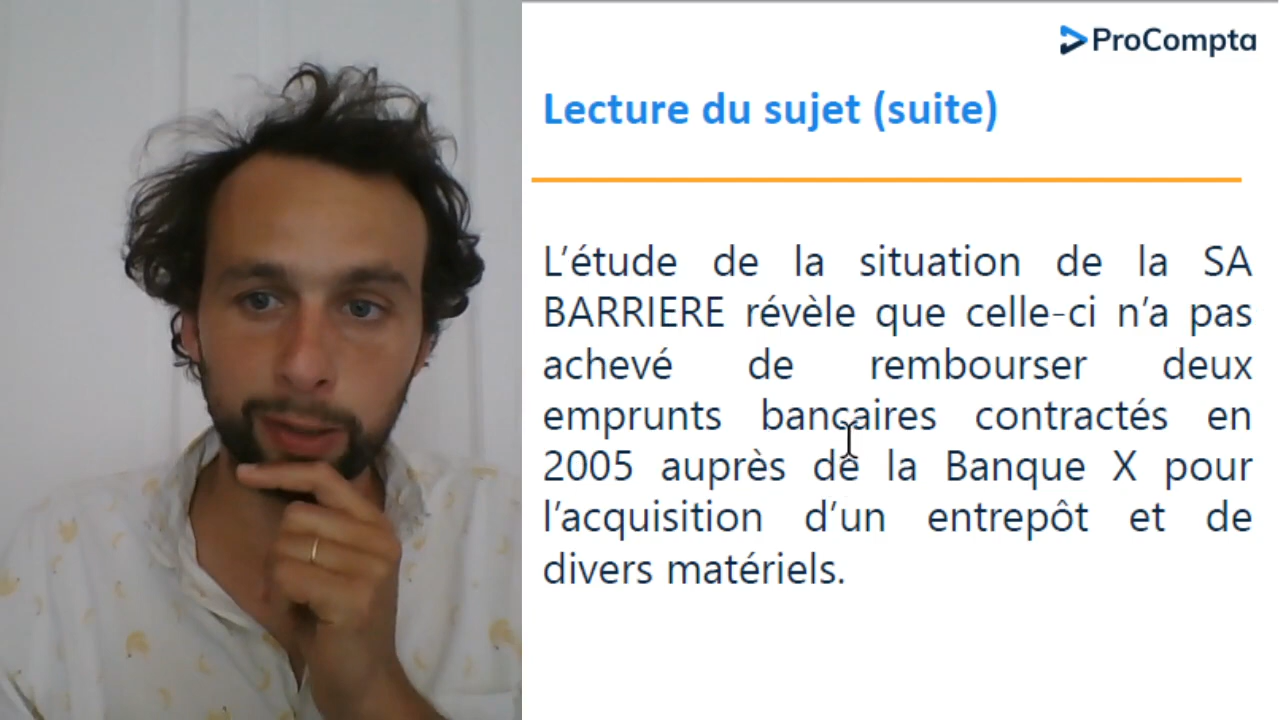 ProCompta
Lecture du sujet (suite)
L’étude de la situation de la SA
BARRIERE révèle que celle-ci n’a pas
achevé de rembourser deux
emprunts bancaires contractés en
2005 auprès de la Banque X pour
l’acquisition d’un entrepôt et de
divers matériels.